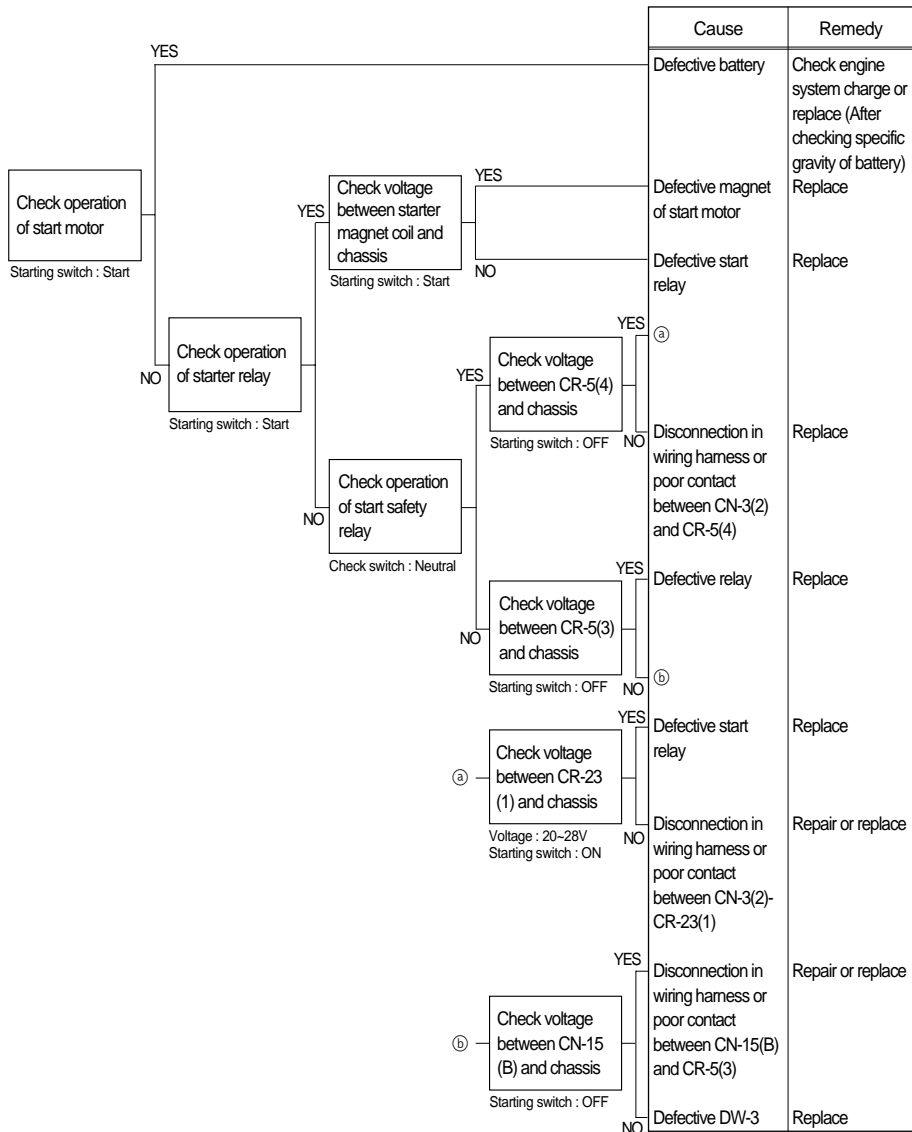 Cause
Remedy
YES
Defective battery
Check engine
system charge or
replace (After
checking specific
gravity of battery)
Check operation
of start motor
Starting switch : Start
YES
Check voltage
between starter
magnet coil and
chassis
Starting switch : Start
YES
Defective magnet
of start motor
Replace
NO
Defective start
relay
Replace
NO
Check operation
of starter relay
Starting switch : Start
YES
Check voltage
between CR-5(4)
and chassis
Starting switch : OFF
YES
ⓐ
NO
Disconnection in
wiring harness or
poor contact
between CN-3(2)
and CR-5(4)
Replace
NO
Check operation
of start safety
relay
Check switch : Neutral
NO
Check voltage
between CR-5(3)
and chassis
Starting switch : OFF
YES
Defective relay
Replace
NO
ⓑ
ⓐ
Check voltage
between CR-23
(1) and chassis
Voltage : 20~28V
Starting switch : ON
YES
Defective start
relay
Replace
NO
Disconnection in
wiring harness or
poor contact
between CN-3(2)-
CR-23(1)
Repair or replace
ⓑ
Check voltage
between CN-15
(B) and chassis
Starting switch : OFF
YES
Disconnection in
wiring harness or
poor contact
between CN-15(B)
and CR-5(3)
Repair or replace
NO
Defective DW-3
Replace